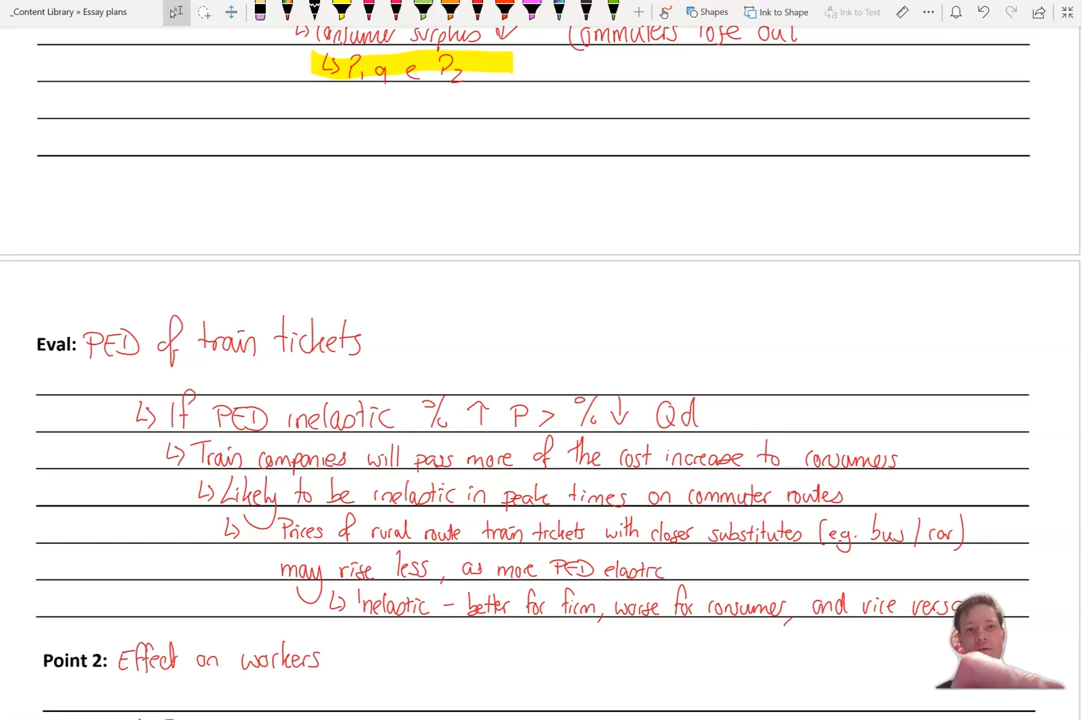 _Content Library » Essay plans
Shapes
Ink to Shape
Ink to Text
↳ Consumer surplus ↓ Commuters lose out
↳ P₁ a e P₂
Eval: PED of train tickets
↳ If PED inelastic % ↑ P > % ↓ Qd
↳ Train companies will pass more of the cost increase to consumers
↳ Likely to be inelastic in peak times on commuter routes
↳ Prices of rural route train tickets with closer substitutes (e.g. bus / car)
may rise less, as more PED elastic
↳ Inelastic - better for firm, worse for consumer, and vice versa
Point 2: Effect on workers